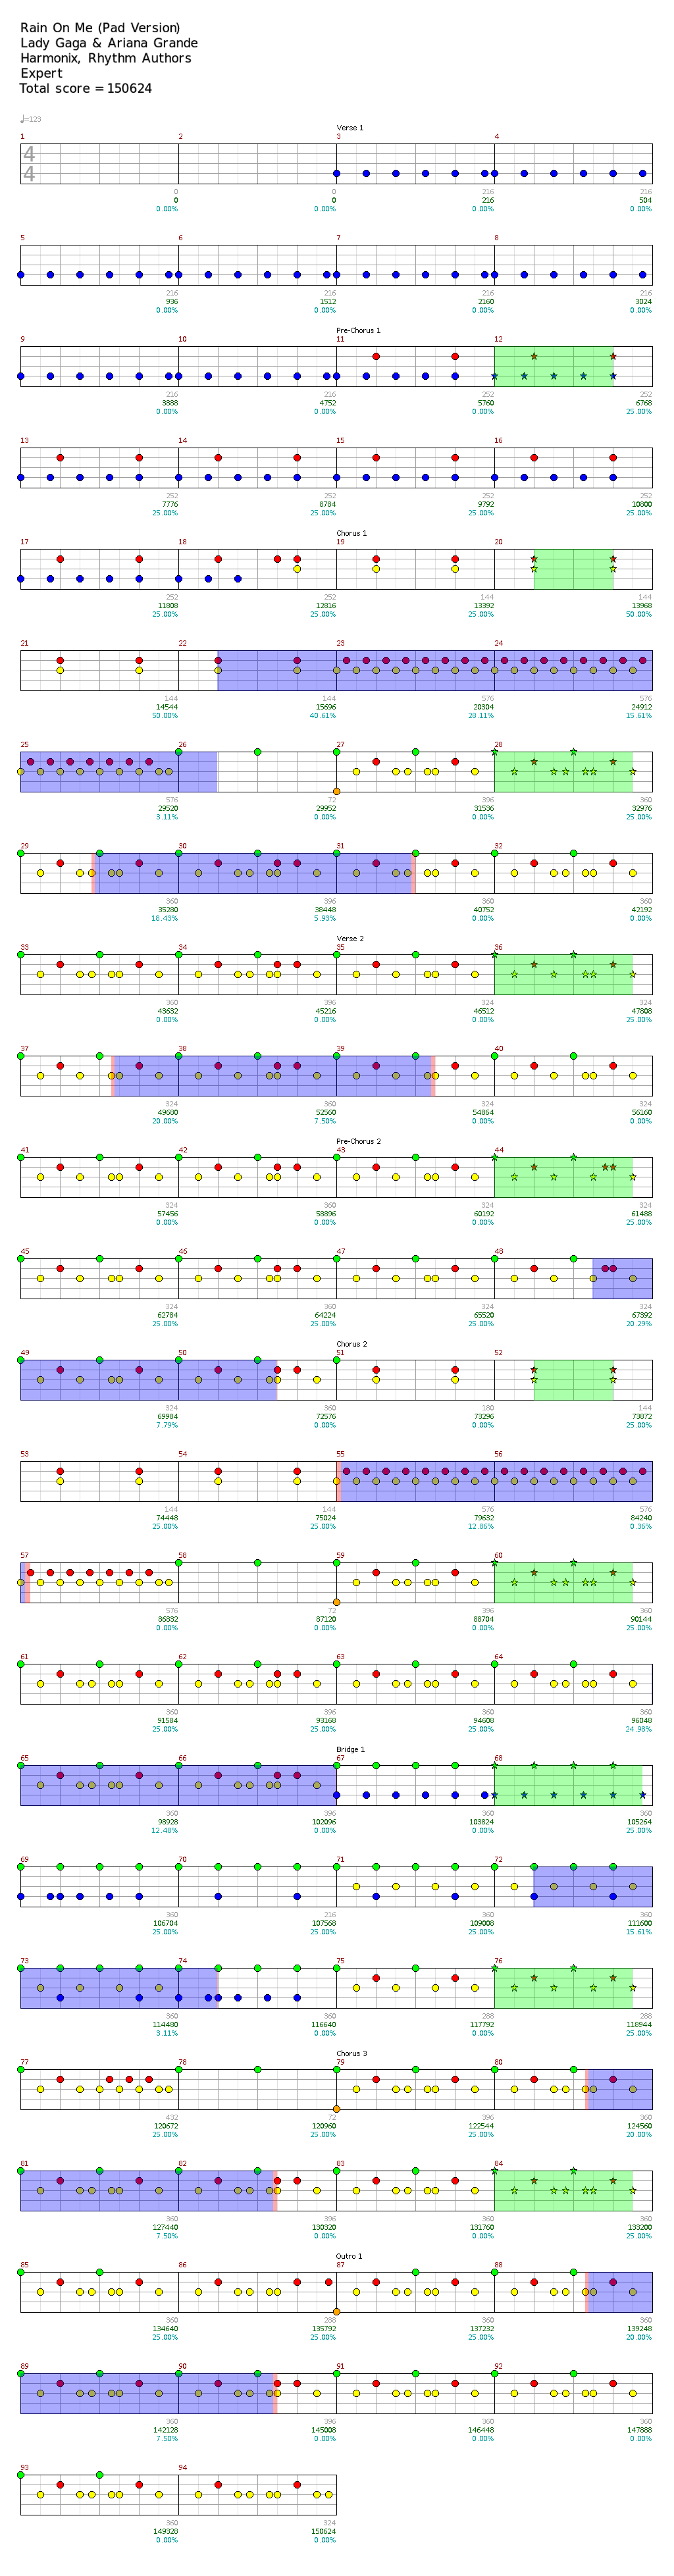 Rain On Me (Pad Version)
Lady Gaga & Ariana Grande
Harmonix, Rhythm Authors
Expert
Total score = 150624
♩=123
Verse 1
1 2 3 4
4
4
0 0 216 216
0 0 216 504
0.00% 0.00% 0.00% 0.00%
5 6 7 8
216 216 216 216
936 1512 2160 3024
0.00% 0.00% 0.00% 0.00%
Pre-Chorus 1
9 10 11 12
216 216 252 252
3888 4752 5760 6768
0.00% 0.00% 0.00% 25.00%
13 14 15 16
252 252 252 252
7776 8784 9792 10800
25.00% 25.00% 25.00% 25.00%
Chorus 1
17 18 19 20
252 252 144 144
11808 12816 13392 13968
25.00% 25.00% 25.00% 50.00%
21 22 23 24
144 144 576 576
14544 15696 20304 24912
50.00% 40.61% 28.11% 15.61%
25 26 27 28
576 72 396 360
29520 29952 31536 32976
3.11% 0.00% 0.00% 25.00%
29 30 31 32
360 396 360 360
35280 38448 40752 42192
18.43% 5.93% 0.00% 0.00%
Verse 2
33 34 35 36
360 396 324 324
43632 45216 46512 47808
0.00% 0.00% 0.00% 25.00%
37 38 39 40
324 360 324 324
49680 52560 54864 56160
20.00% 7.50% 0.00% 0.00%
Pre-Chorus 2
41 42 43 44
324 360 324 324
57456 58896 60192 61488
0.00% 0.00% 0.00% 25.00%
45 46 47 48
324 360 324 324
62784 64224 65520 67392
25.00% 25.00% 25.00% 20.29%
Chorus 2
49 50 51 52
324 360 180 144
69984 72576 73296 73872
7.79% 0.00% 0.00% 25.00%
53 54 55 56
144 144 576 576
74448 75024 79632 84240
25.00% 25.00% 12.86% 0.36%
57 58 59 60
576 72 396 360
86832 87120 88704 90144
0.00% 0.00% 0.00% 25.00%
61 62 63 64
360 396 360 360
91584 93168 94608 96048
25.00% 25.00% 25.00% 24.98%
Bridge 1
65 66 67 68
360 396 360 360
98928 102096 103824 105264
12.48% 0.00% 0.00% 25.00%
69 70 71 72
360 216 360 360
106704 107568 109008 111600
25.00% 25.00% 25.00% 15.61%
73 74 75 76
360 360 288 288
114480 116640 117792 118944
3.11% 0.00% 0.00% 25.00%
Chorus 3
77 78 79 80
432 72 396 360
120672 120960 122544 124560
25.00% 25.00% 25.00% 20.00%
81 82 83 84
360 396 360 360
127440 130320 131760 133200
7.50% 0.00% 0.00% 25.00%
Outro 1
85 86 87 88
360 288 360 360
134640 135792 137232 139248
25.00% 25.00% 25.00% 20.00%
89 90 91 92
360 396 360 360
142128 145008 146448 147888
7.50% 0.00% 0.00% 0.00%
93 94
360 324
149328 150624
0.00% 0.00%